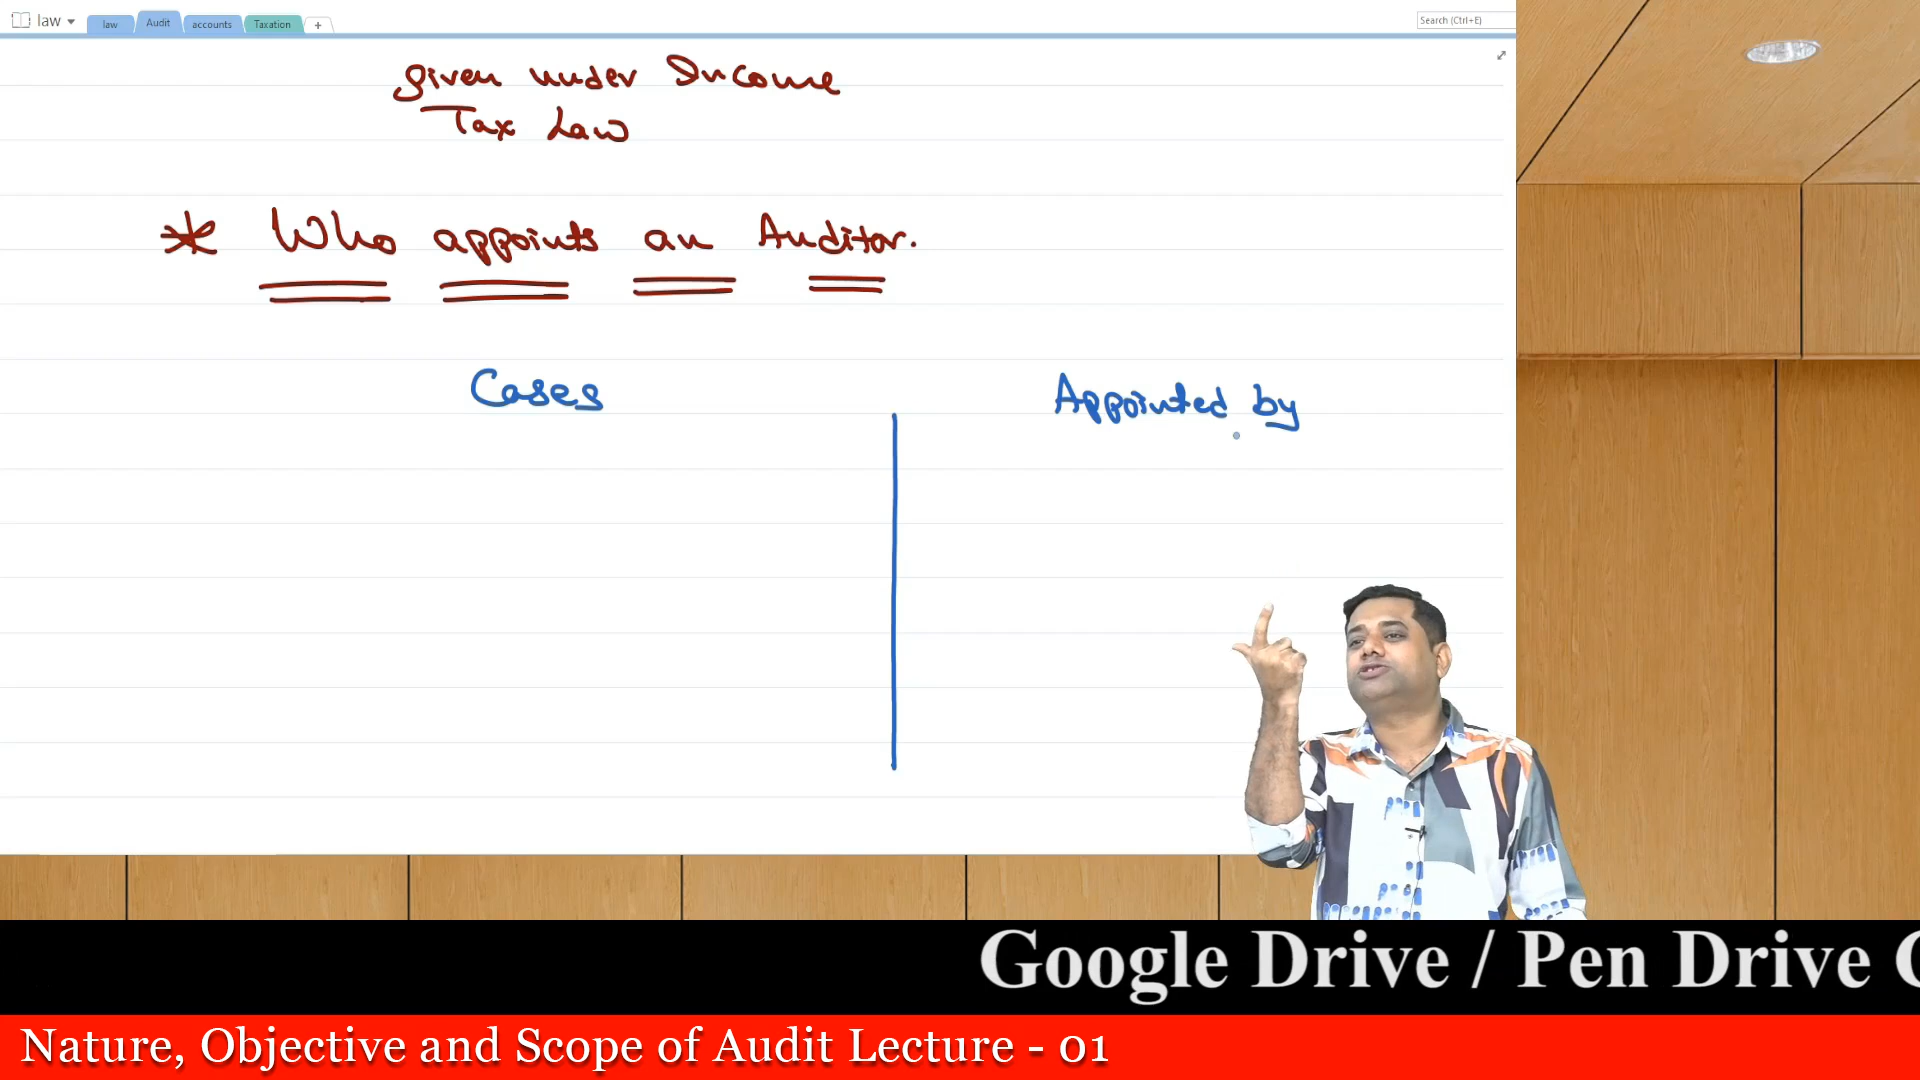 law
law Audit accounts Taxation +
Search (Ctrl+E)
given under Income
Tax Law
* Who appoints an Auditor.
Cases
Appointed by
Google Drive / Pen Drive C
Nature, Objective and Scope of Audit Lecture - 01